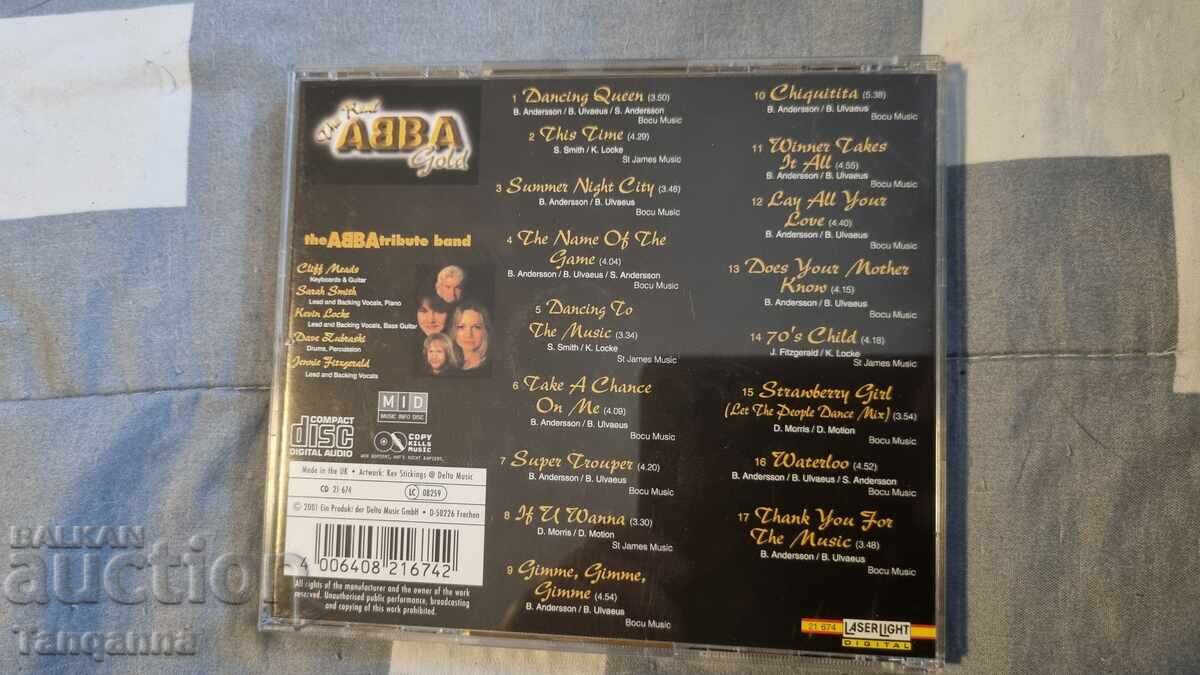 The Real
ABBA
Gold
the ABBA tribute band
Cliff Meads
Keyboards & Guitar
Sarah Smith
Lead and Backing Vocals, Piano
Kevin Locke
Lead and Backing Vocals, Bass Guitar
Dave Zubraski
Drums, Percussion
Jennie Fitzgerald
Lead and Backing Vocals
MID
MUSIC INFO DISC
COMPACT
disc
DIGITAL AUDIO
COPY
KILLS
MUSIC
Made in the UK • Artwork: Kev Stickings @ Delta Music
CD 21 674
LC 08259
© 2001 Ein Produkt der Delta Music GmbH • D-50226 Frechen
4 006408 216742
All rights of the manufacturer and the owner of the work
reserved. Unauthorised public performance, broadcasting
and copying of this work prohibited.
1 Dancing Queen (3.50)
B. Andersson / B. Ulvaeus / S. Andersson
Bocu Music
2 This Time (4.29)
S. Smith / K. Locke
St James Music
3 Summer Night City (3.48)
B. Andersson / B. Ulvaeus
Bocu Music
4 The Name Of The
Game (4.04)
B. Andersson / B. Ulvaeus / S. Andersson
Bocu Music
5 Dancing To
The Music (3.34)
S. Smith / K. Locke
St James Music
6 Take A Chance
On Me (4.09)
B. Andersson / B. Ulvaeus
Bocu Music
7 Super Trouper (4.20)
B. Andersson / B. Ulvaeus
Bocu Music
8 If U Wanna (3.30)
D. Morris / D. Motion
St James Music
9 Gimme, Gimme,
Gimme (4.54)
B. Andersson / B. Ulvaeus
Bocu Music
10 Chiquitita (5.38)
B. Andersson / B. Ulvaeus
Bocu Music
11 Winner Takes
It All (4.55)
B. Andersson / B. Ulvaeus
Bocu Music
12 Lay All Your
Love (4.40)
B. Andersson / B. Ulvaeus
Bocu Music
13 Does Your Mother
Know (4.15)
B. Andersson / B. Ulvaeus
Bocu Music
14 70's Child (4.18)
J. Fitzgerald / K. Locke
St James Music
15 Strawberry Girl
(Let The People Dance Mix) (3.54)
D. Morris / D. Motion
Bocu Music
16 Waterloo (4.52)
B. Andersson / B. Ulvaeus / S. Andersson
Bocu Music
17 Thank You For
The Music (3.48)
B. Andersson / B. Ulvaeus
Bocu Music
21 674 LASERLIGHT
DIGITAL
BALKAN
auction
Tanqanna